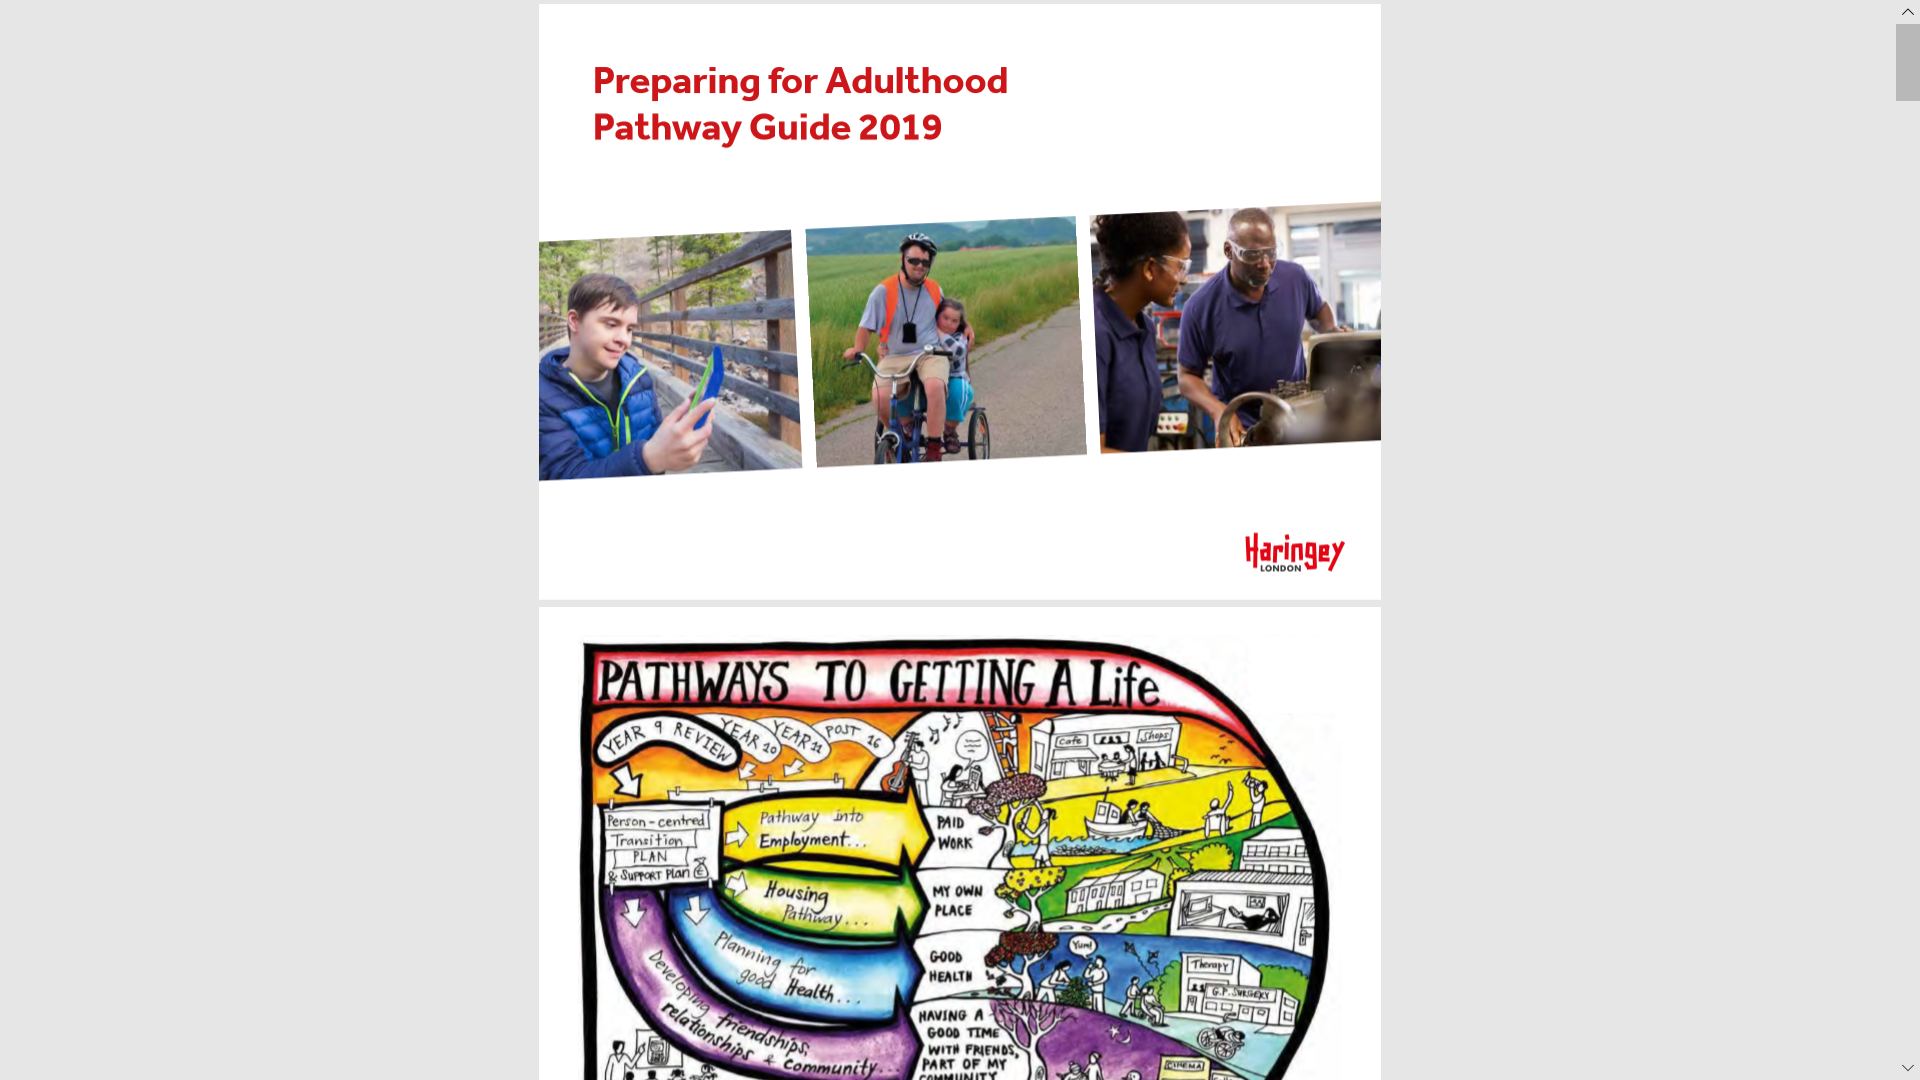 Preparing for Adulthood
Pathway Guide 2019
Haringey
LONDON
PATHWAYS TO GETTING A Life
YEAR 9 REVIEW
YEAR 10
YEAR 11
POST 16
Cafe
Shops
Person-centred
Transition
PLAN
& Support Plan £
Pathway into
Employment...
PAID
WORK
Housing
Pathway...
MY OWN
PLACE
Planning for
good Health...
GOOD
HEALTH
Yum!
Therapy
G.P. SURGERY
Developing friendships,
relationships & Community...
HAVING A
GOOD TIME
WITH FRIENDS,
PART OF MY
COMMUNITY
CINEMA